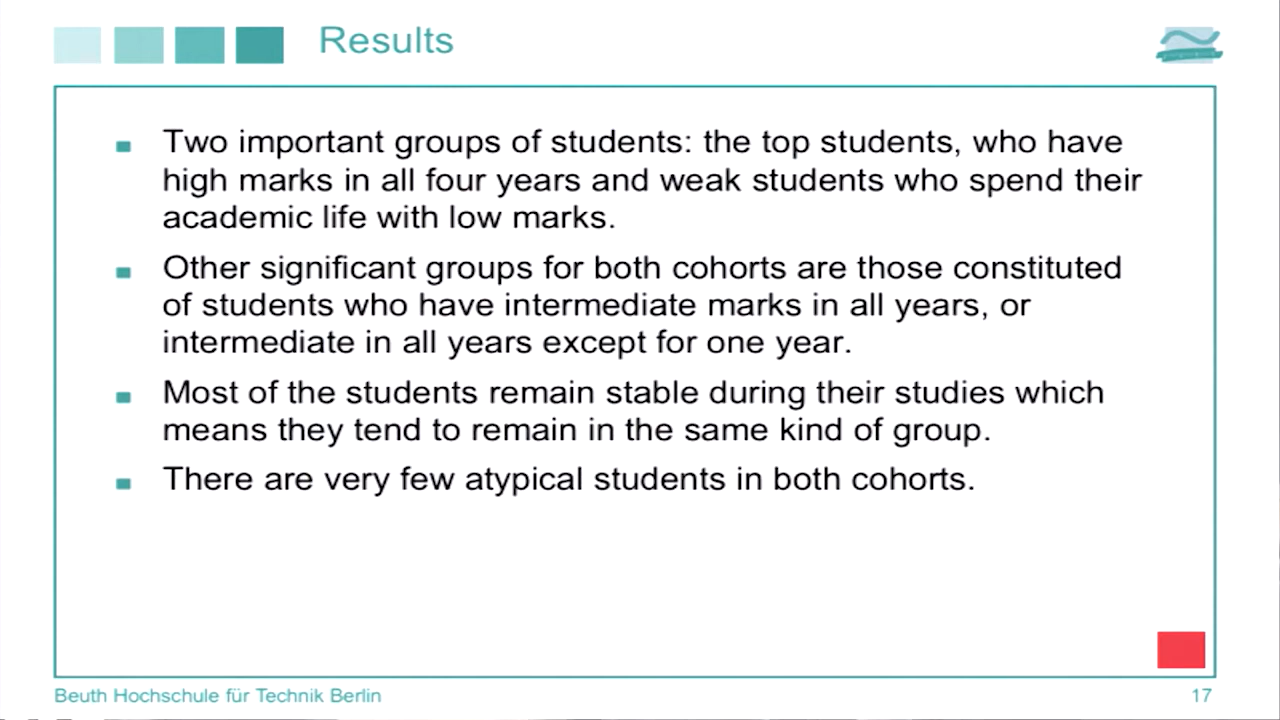 Results
Two important groups of students: the top students, who have
high marks in all four years and weak students who spend their
academic life with low marks.
Other significant groups for both cohorts are those constituted
of students who have intermediate marks in all years, or
intermediate in all years except for one year.
Most of the students remain stable during their studies which
means they tend to remain in the same kind of group.
There are very few atypical students in both cohorts.
Beuth Hochschule für Technik Berlin
17